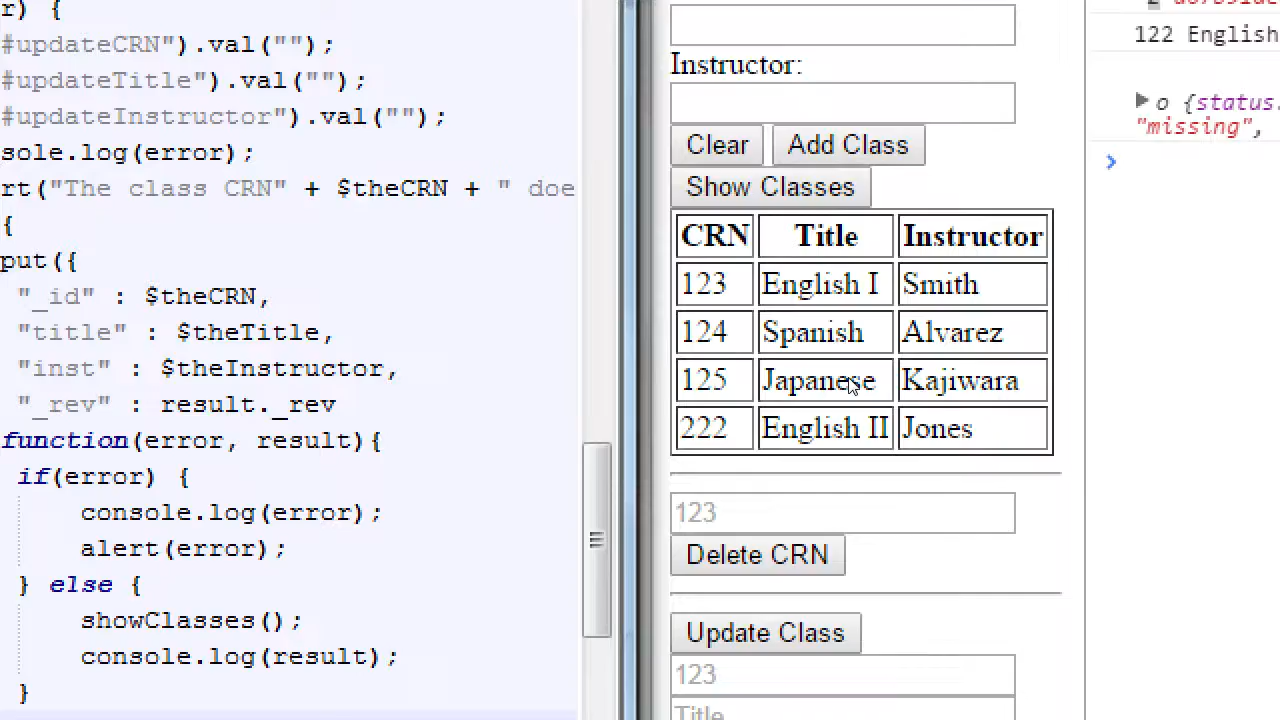 r) {
#updateCRN").val("");
#updateTitle").val("");
#updateInstructor").val("");
sole.log(error);
rt("The class CRN" + $theCRN + " doe
{
put({
"_id" : $theCRN,
"title" : $theTitle,
"inst" : $theInstructor,
"_rev" : result._rev
function(error, result){
if(error) {
console.log(error);
alert(error);
} else {
showClasses();
console.log(result);
}
Instructor:
Clear Add Class
Show Classes
CRN Title Instructor
123 English I Smith
124 Spanish Alvarez
125 Japanese Kajiwara
222 English II Jones
123
Delete CRN
Update Class
123
Title
122 English
o {status:
"missing",